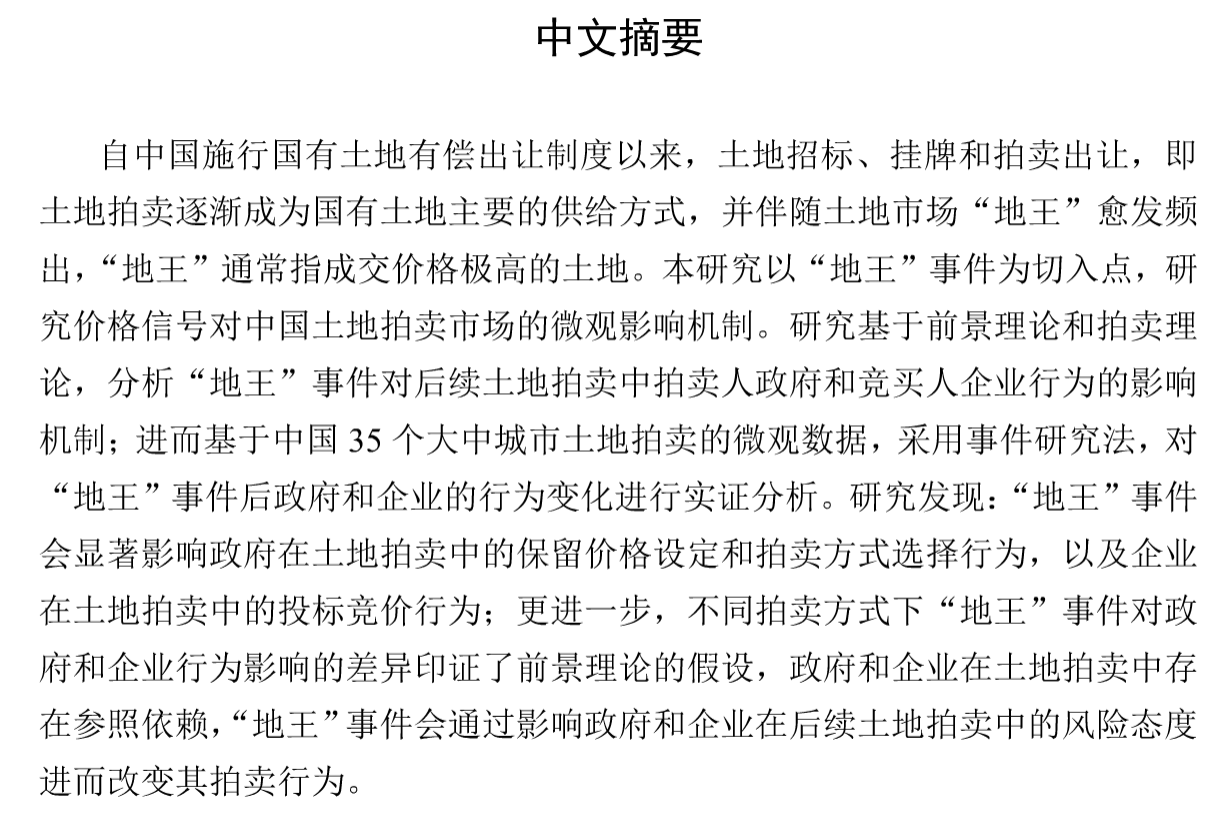 中文摘要
自中国施行国有土地有偿出让制度以来，土地招标、挂牌和拍卖出让，即
土地拍卖逐渐成为国有土地主要的供给方式，并伴随土地市场“地王”愈发频
出，“地王”通常指成交价格极高的土地。本研究以“地王”事件为切入点，研
究价格信号对中国土地拍卖市场的微观影响机制。研究基于前景理论和拍卖理
论，分析“地王”事件对后续土地拍卖中拍卖人政府和竞买人企业行为的影响
机制；进而基于中国 35 个大中城市土地拍卖的微观数据，采用事件研究法，对
“地王”事件后政府和企业的行为变化进行实证分析。研究发现：“地王”事件
会显著影响政府在土地拍卖中的保留价格设定和拍卖方式选择行为，以及企业
在土地拍卖中的投标竞价行为；更进一步，不同拍卖方式下“地王”事件对政
府和企业行为影响的差异印证了前景理论的假设，政府和企业在土地拍卖中存
在参照依赖，“地王”事件会通过影响政府和企业在后续土地拍卖中的风险态度
进而改变其拍卖行为。